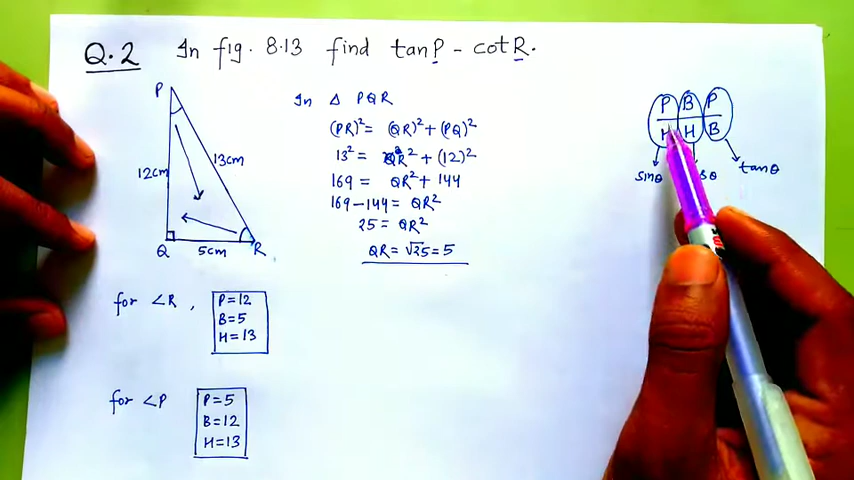 Q.2 In fig. 8.13 find tanP - cotR.
P
12cm
13cm
Q 5cm R
In △ PQR
(PR)² = (QR)² + (PQ)²
13² = QR² + (12)²
169 = QR² + 144
169 - 144 = QR²
25 = QR²
QR = √25 = 5
P B P
H H B
sinθ tanθ
for ∠R,
P = 12
B = 5
H = 13
for ∠P
P = 5
B = 12
H = 13